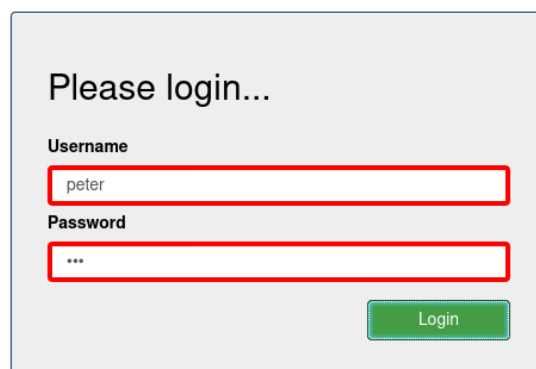 Please login...
Username
peter
Password
•••
Login